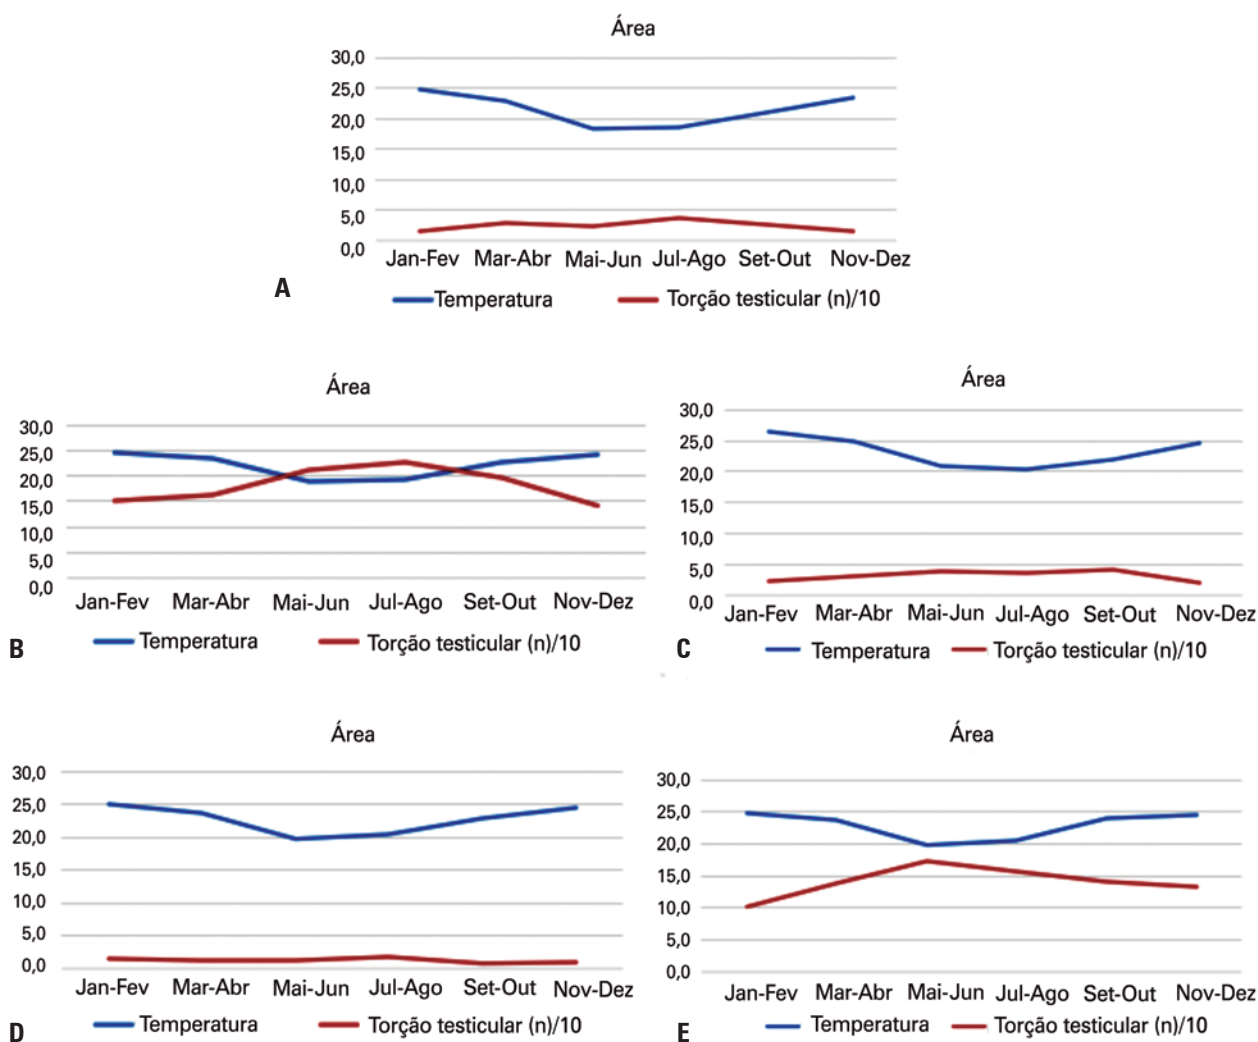 Área
30,0
25,0
20,0
15,0
10,0
5,0
0,0
Jan-Fev Mar-Abr Mai-Jun Jul-Ago Set-Out Nov-Dez
A
Temperatura Torção testicular (n)/10
Área
30,0
25,0
20,0
15,0
10,0
5,0
0,0
Jan-Fev Mar-Abr Mai-Jun Jul-Ago Set-Out Nov-Dez
B
Temperatura Torção testicular (n)/10
Área
30,0
25,0
20,0
15,0
10,0
5,0
0,0
Jan-Fev Mar-Abr Mai-Jun Jul-Ago Set-Out Nov-Dez
C
Temperatura Torção testicular (n)/10
Área
30,0
25,0
20,0
15,0
10,0
5,0
0,0
Jan-Fev Mar-Abr Mai-Jun Jul-Ago Set-Out Nov-Dez
D
Temperatura Torção testicular (n)/10
Área
30,0
25,0
20,0
15,0
10,0
5,0
0,0
Jan-Fev Mar-Abr Mai-Jun Jul-Ago Set-Out Nov-Dez
E
Temperatura Torção testicular (n)/10